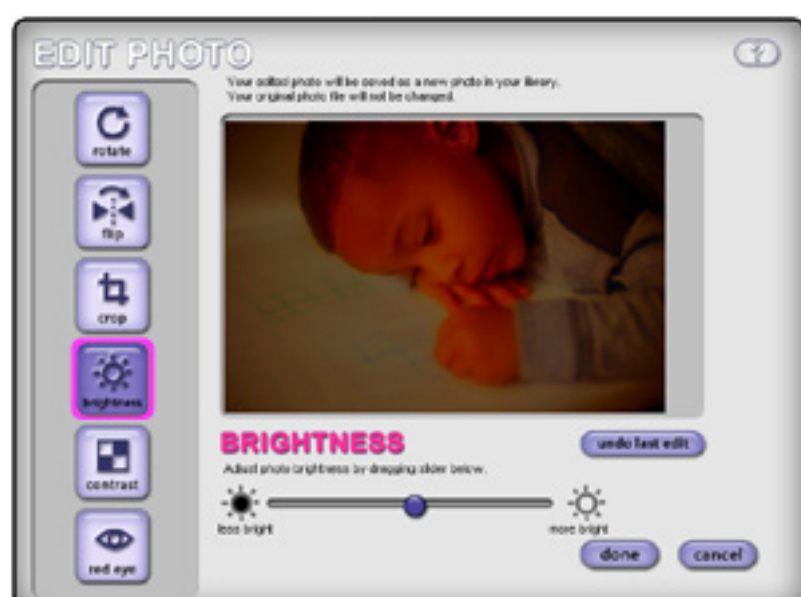 EDIT PHOTO
?
Your edited photo will be saved as a new photo in your library.
Your original photo file will not be changed.
rotate
flip
crop
brightness
contrast
red eye
BRIGHTNESS
undo last edit
Adjust photo brightness by dragging slider below.
less bright
more bright
done
cancel